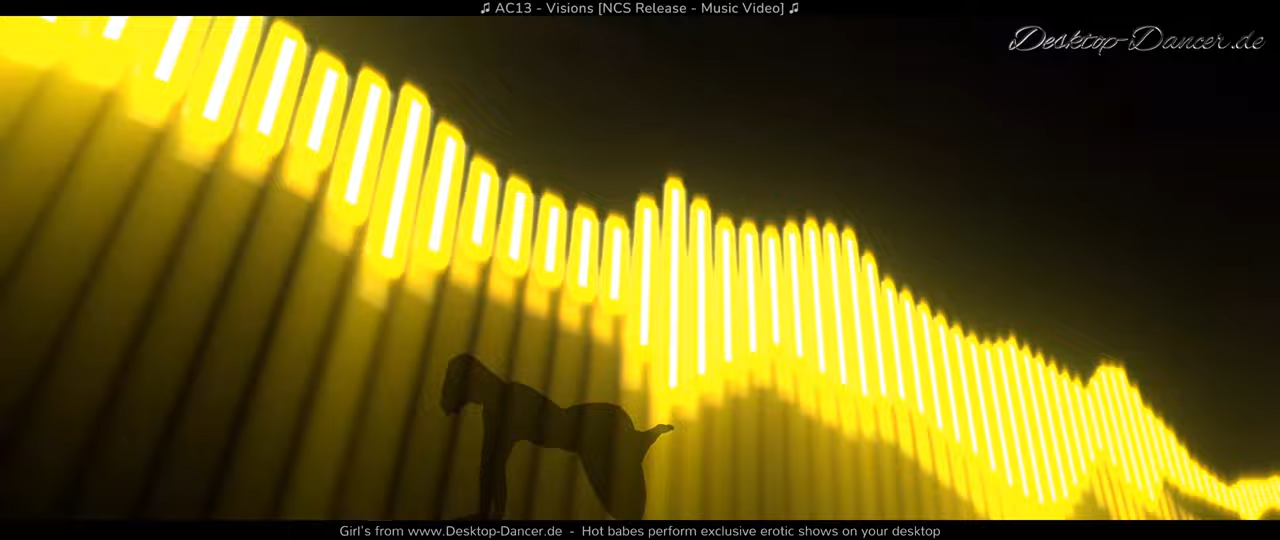 ♫ AC13 - Visions [NCS Release - Music Video] ♫
Desktop-Dancer.de
Girl's from www.Desktop-Dancer.de - Hot babes perform exclusive erotic shows on your desktop